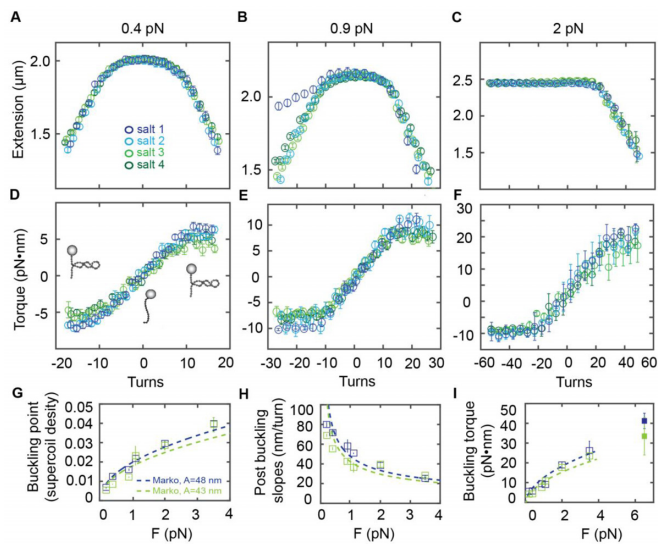 A
0.4 pN
B
0.9 pN
C
2 pN
Extension (μm)
2.0
1.5
salt 1
salt 2
salt 3
salt 4
2.0
1.5
2.5
2.0
1.5
D
E
F
Torque (pN•nm)
5
0
-5
-20 -10 0 10 20
Turns
10
5
0
-5
-10
-30 -20 -10 0 10 20 30
Turns
20
10
0
-10
-60 -40 -20 0 20 40 60
Turns
G
H
I
Buckling point
(supercoil desity)
0.05
0.04
0.03
0.02
0.01
0
Marko, A=48 nm
Marko, A=43 nm
0 1 2 3 4
F (pN)
Post buckling
slopes (nm/turn)
100
80
60
40
20
0
0 1 2 3 4
F (pN)
Buckling torque
(pN•nm)
50
40
30
20
10
0
0 2 4 6
F (pN)